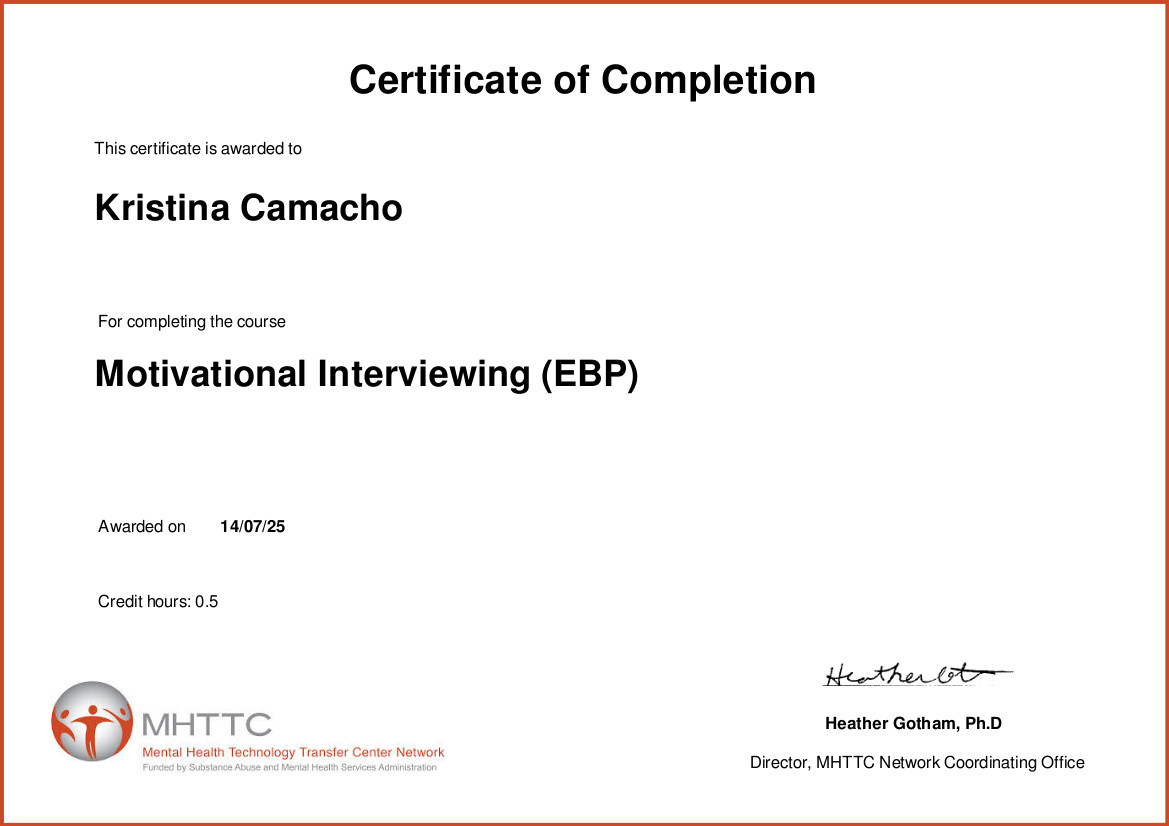 Certificate of Completion
This certificate is awarded to
Kristina Camacho
For completing the course
Motivational Interviewing (EBP)
Awarded on 14/07/25
Credit hours: 0.5
Heather Gotham, Ph.D
Director, MHTTC Network Coordinating Office
MHTTC
Mental Health Technology Transfer Center Network
Funded by Substance Abuse and Mental Health Services Administration